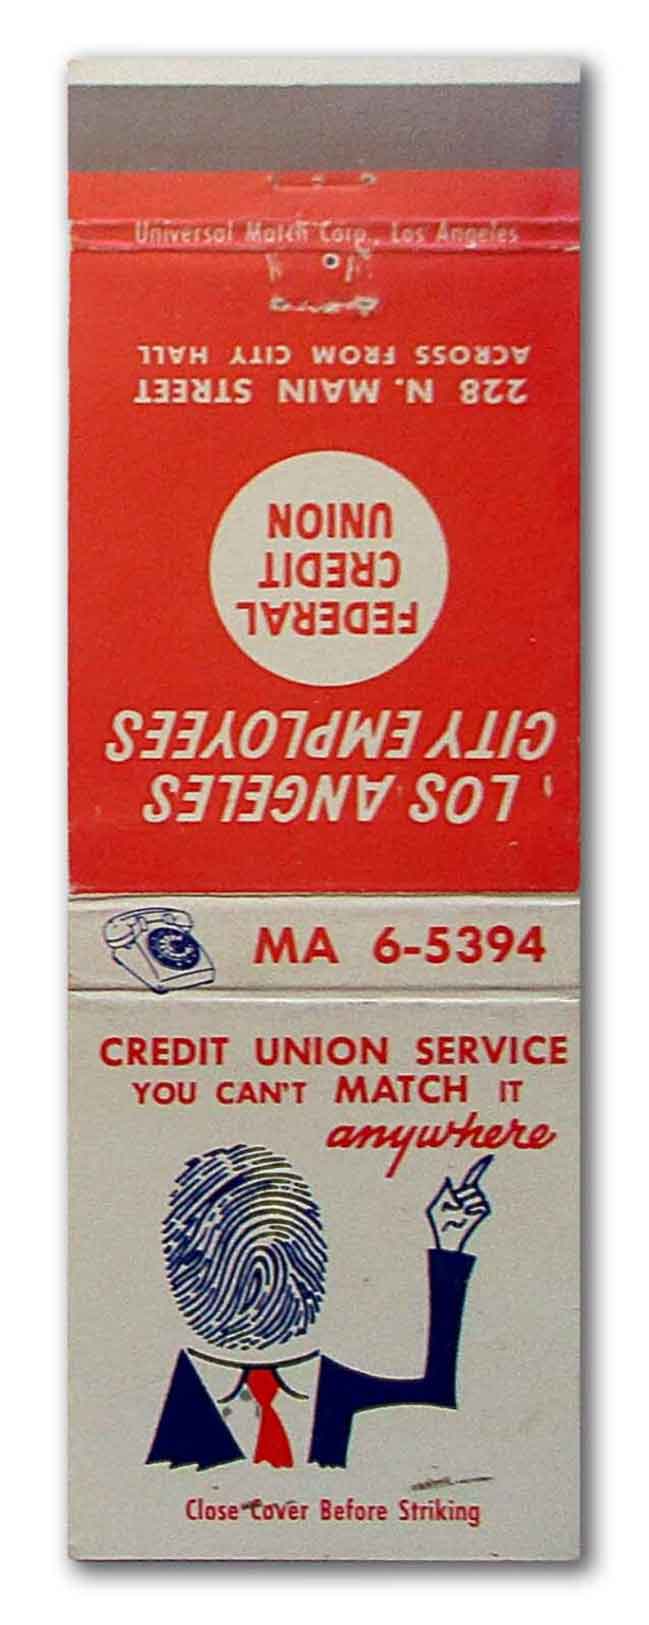 Universal Match Corp., Los Angeles
LOS ANGELES
CITY EMPLOYEES
FEDERAL
CREDIT
UNION
228 N. MAIN STREET
ACROSS FROM CITY HALL
MA 6-5394
CREDIT UNION SERVICE
YOU CAN'T MATCH IT
anywhere
Close Cover Before Striking